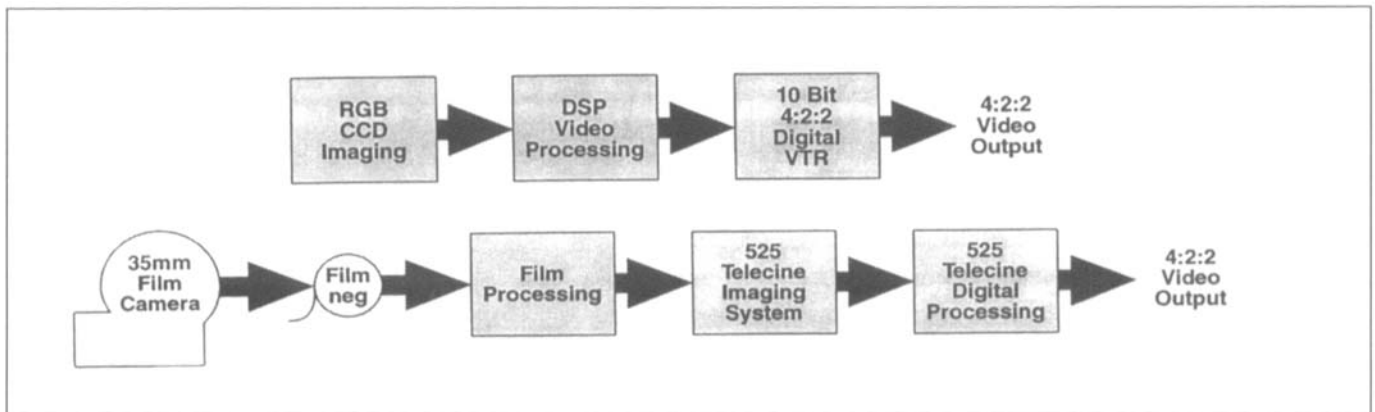 RGB
CCD
Imaging
DSP
Video
Processing
10 Bit
4:2:2
Digital
VTR
4:2:2
Video
Output
35mm
Film
Camera
Film
neg
Film
Processing
525
Telecine
Imaging
System
525
Telecine
Digital
Processing
4:2:2
Video
Output